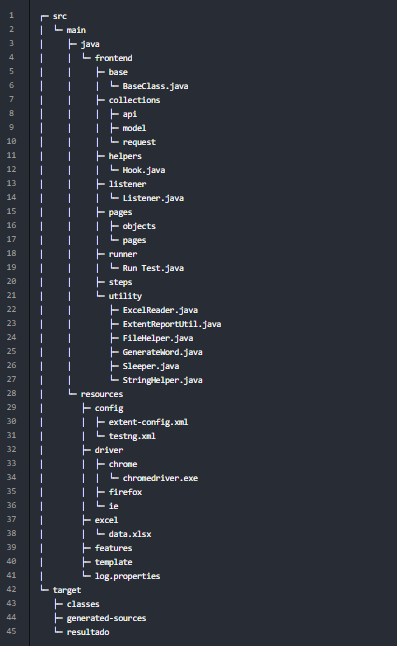 1 src
2 main
3 java
4 frontend
5 base
6 BaseClass.java
7 collections
8 api
9 model
10 request
11 helpers
12 Hook.java
13 listener
14 Listener.java
15 pages
16 objects
17 pages
18 runner
19 Run Test.java
20 steps
21 utility
22 ExcelReader.java
23 ExtentReportUtil.java
24 FileHelper.java
25 GenerateWord.java
26 Sleeper.java
27 StringHelper.java
28 resources
29 config
30 extent-config.xml
31 testng.xml
32 driver
33 chrome
34 chromedriver.exe
35 firefox
36 ie
37 excel
38 data.xlsx
39 features
40 template
41 log.properties
42 target
43 classes
44 generated-sources
45 resultado